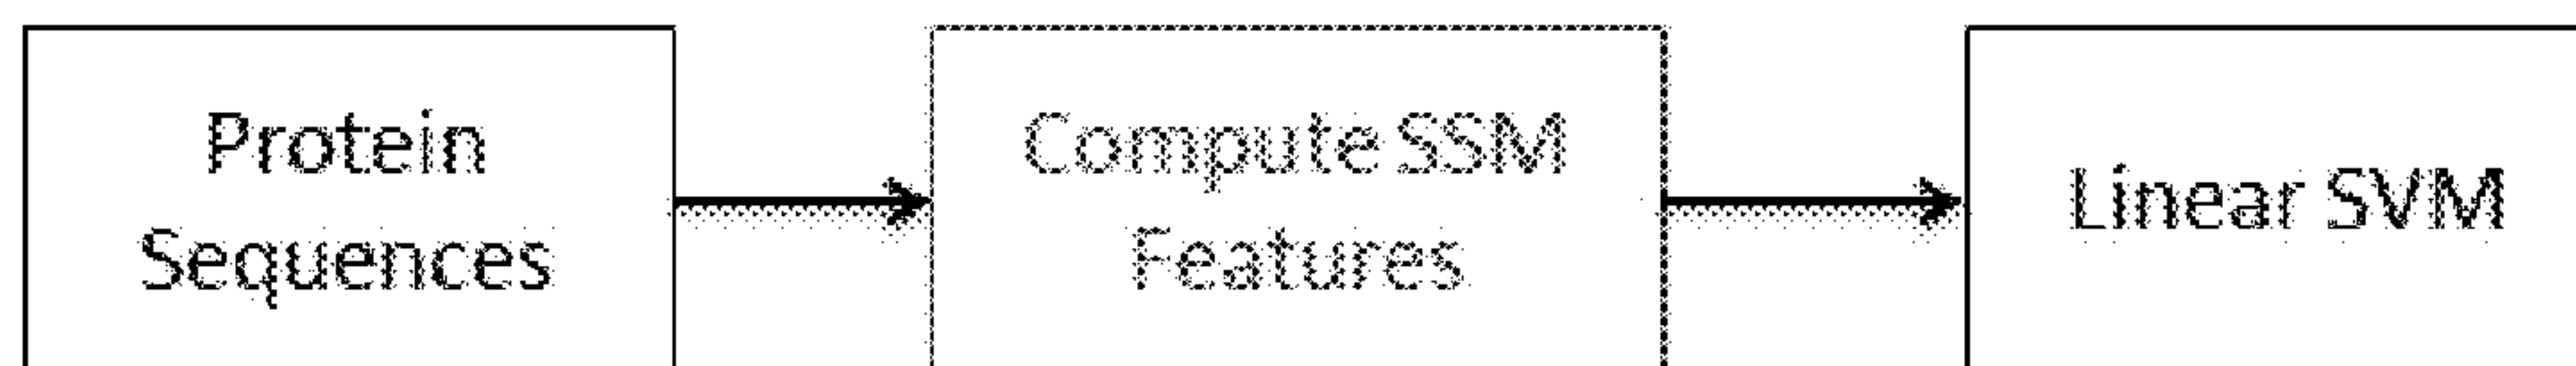 Protein
Sequences
Compute SSM
Features
Linear SVM